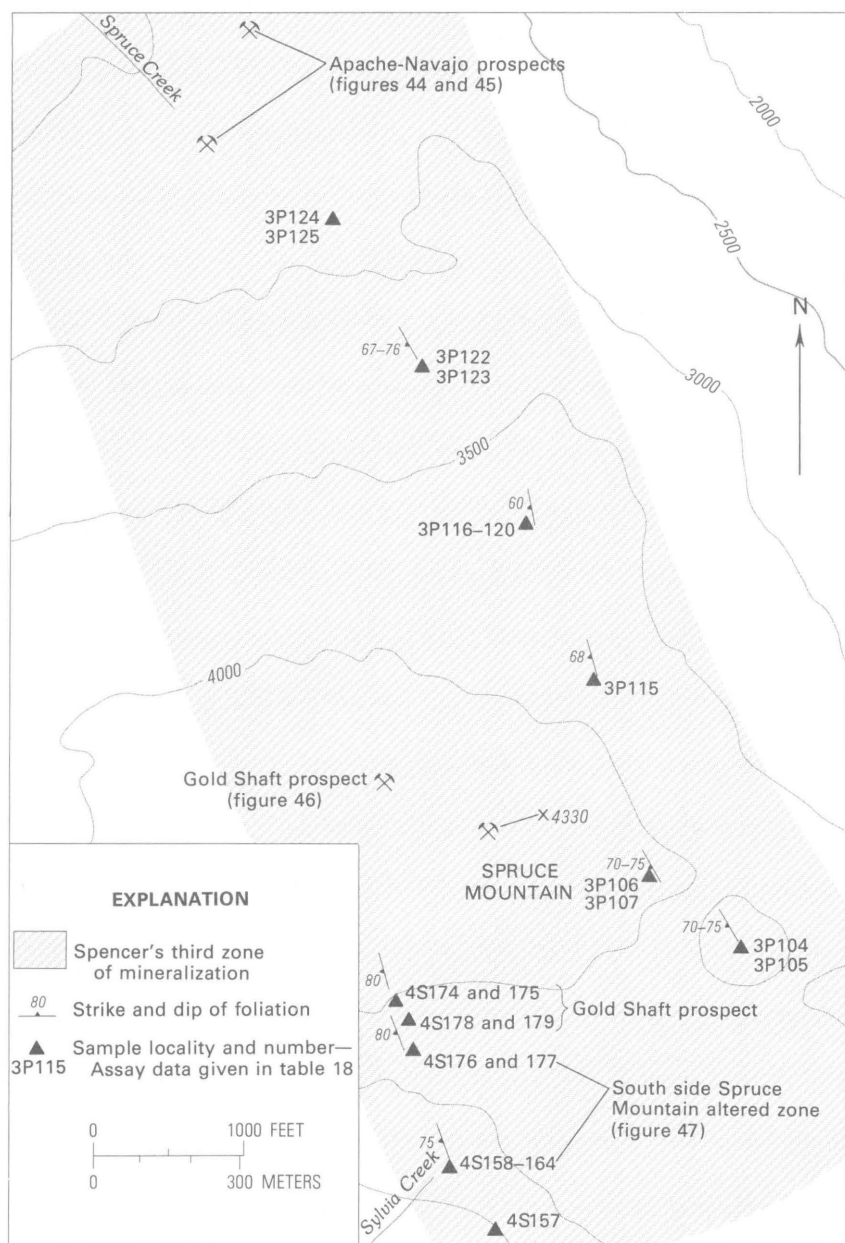 Spruce Creek
Apache-Navajo prospects
(figures 44 and 45)
2000
3P124
3P125
2500
N
67–76
3P122
3P123
3000
3500
60
3P116–120
68
3P115
4000
Gold Shaft prospect
(figure 46)
4330
SPRUCE
MOUNTAIN
70–75
3P106
3P107
70–75
3P104
3P105
80
4S174 and 175
4S178 and 179
Gold Shaft prospect
80
4S176 and 177
South side Spruce
Mountain altered zone
(figure 47)
75
4S158–164
Sylvia Creek
4S157
EXPLANATION
Spencer's third zone
of mineralization
80
Strike and dip of foliation
Sample locality and number—
3P115 Assay data given in table 18
0 1000 FEET
0 300 METERS